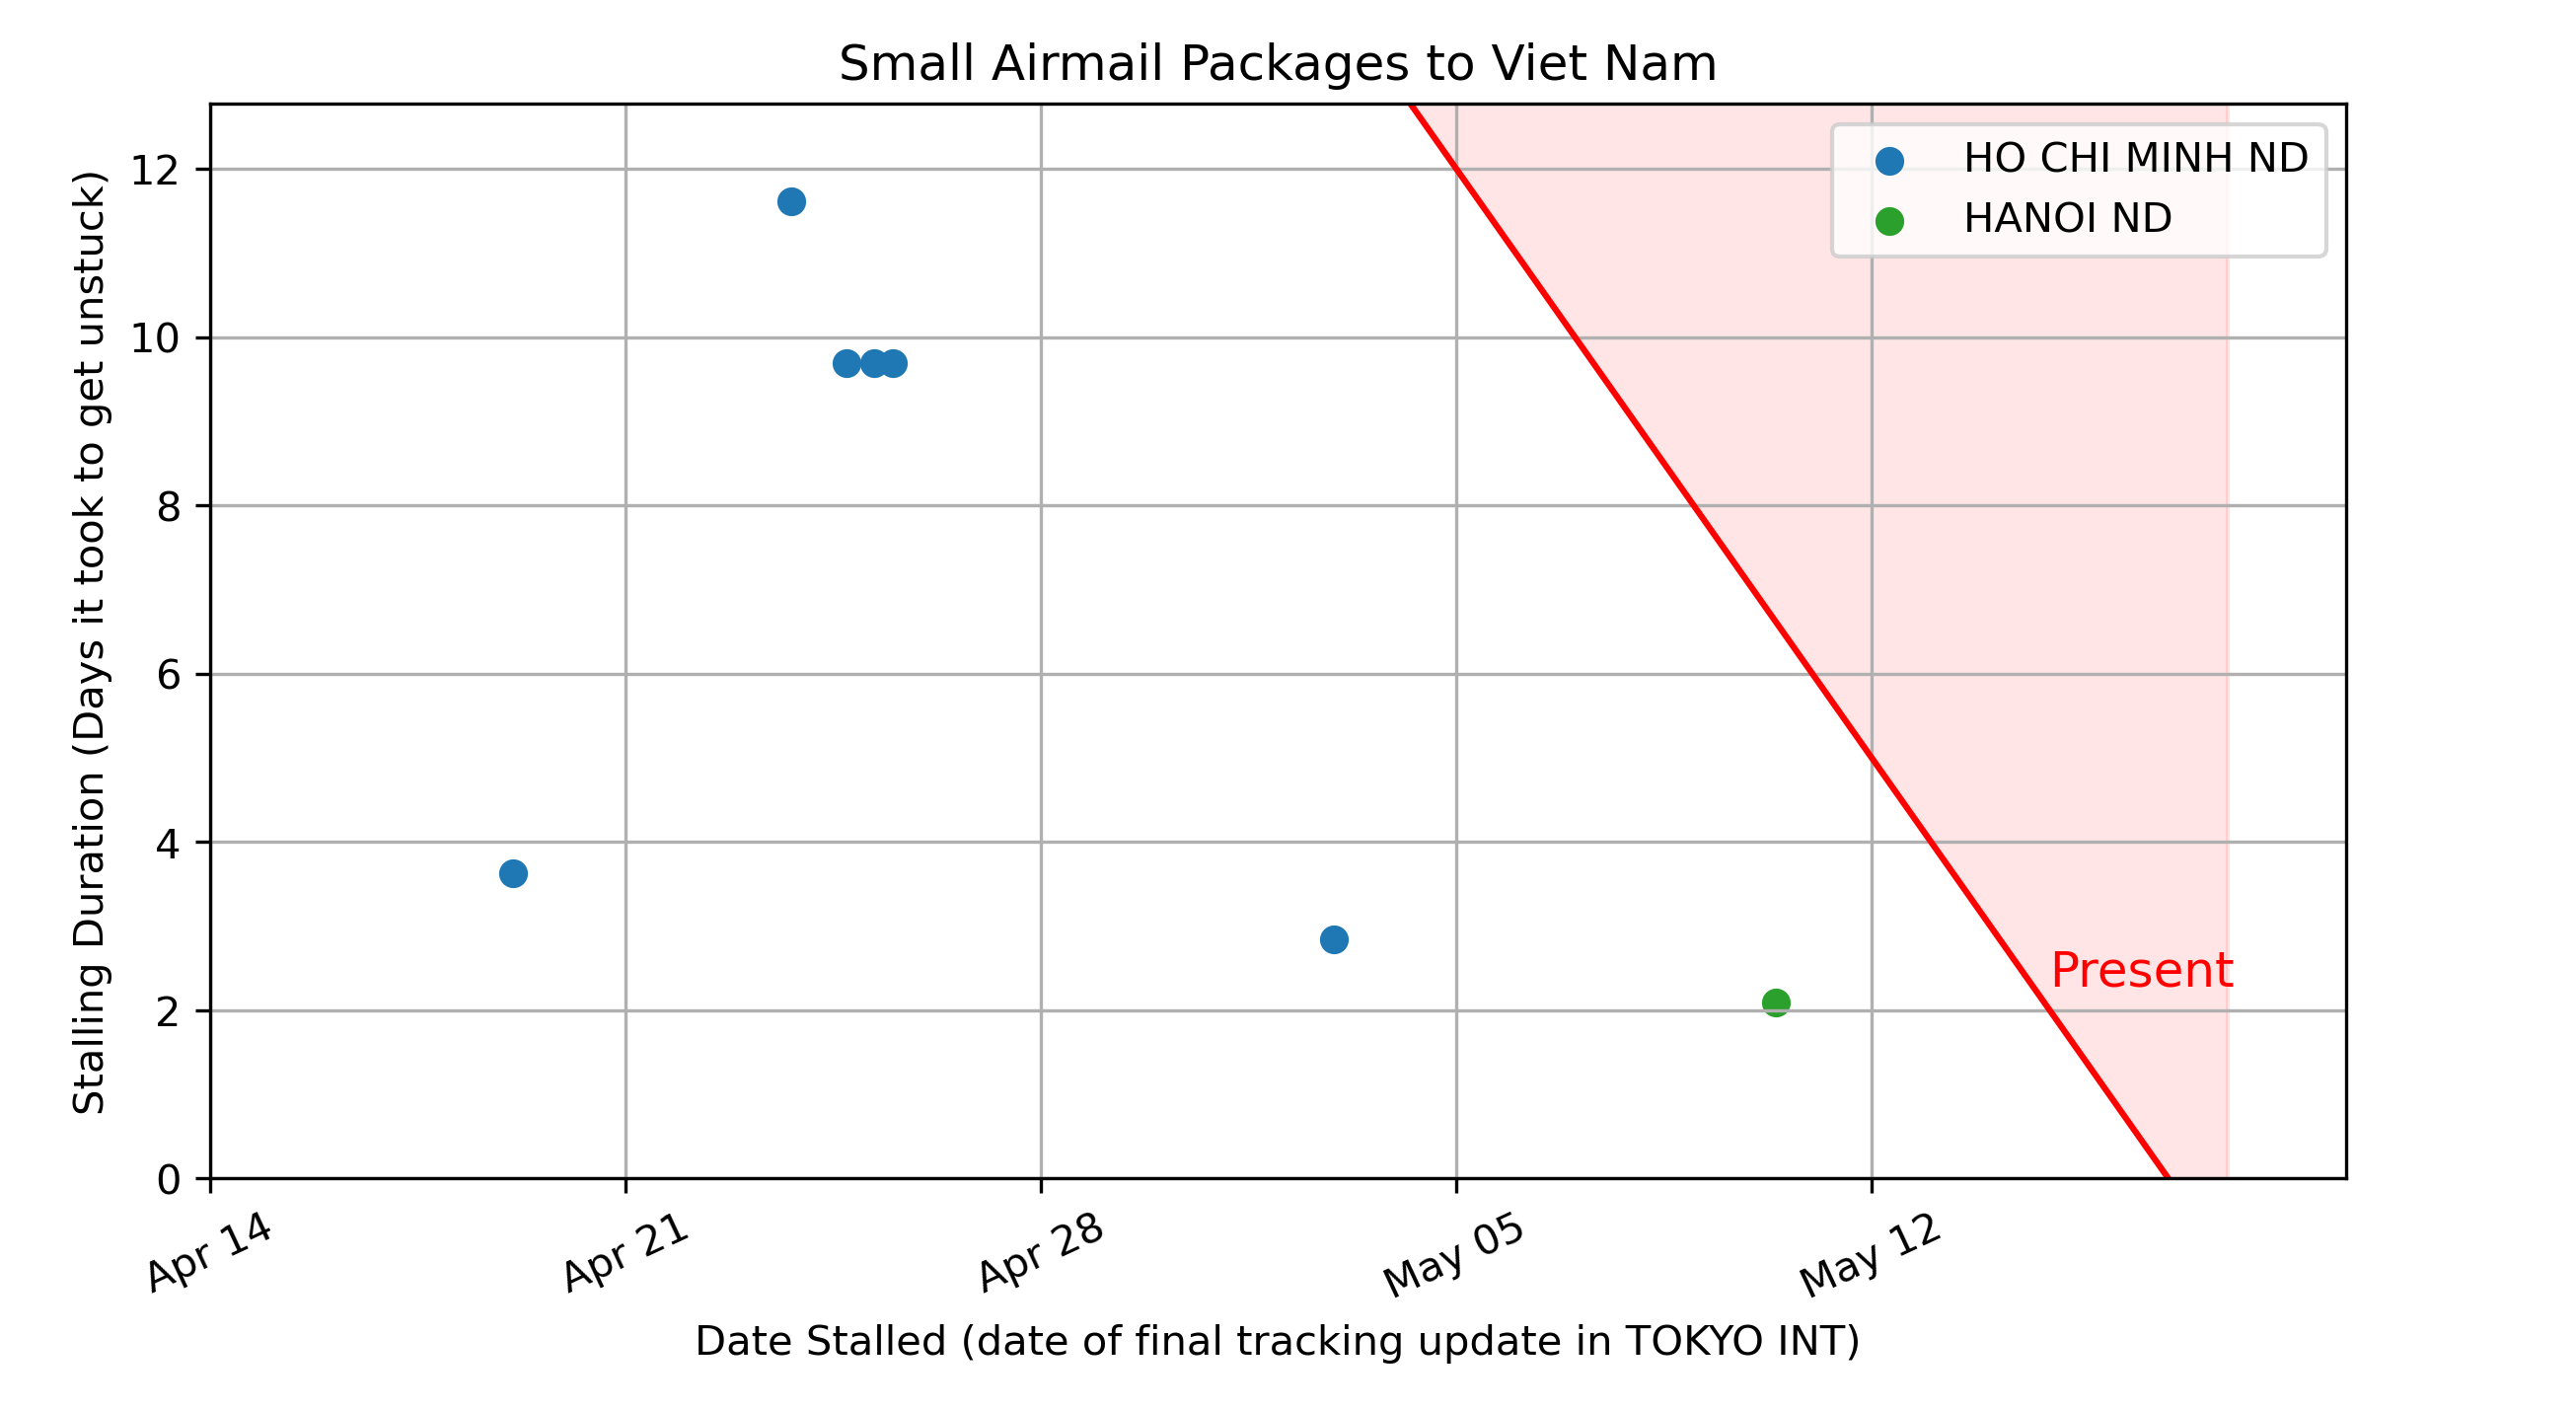 Small Airmail Packages to Viet Nam
Stalling Duration (Days it took to get unstuck)
12
10
8
6
4
2
0
HO CHI MINH ND
HANOI ND
Present
Apr 14
Apr 21
Apr 28
May 05
May 12
Date Stalled (date of final tracking update in TOKYO INT)